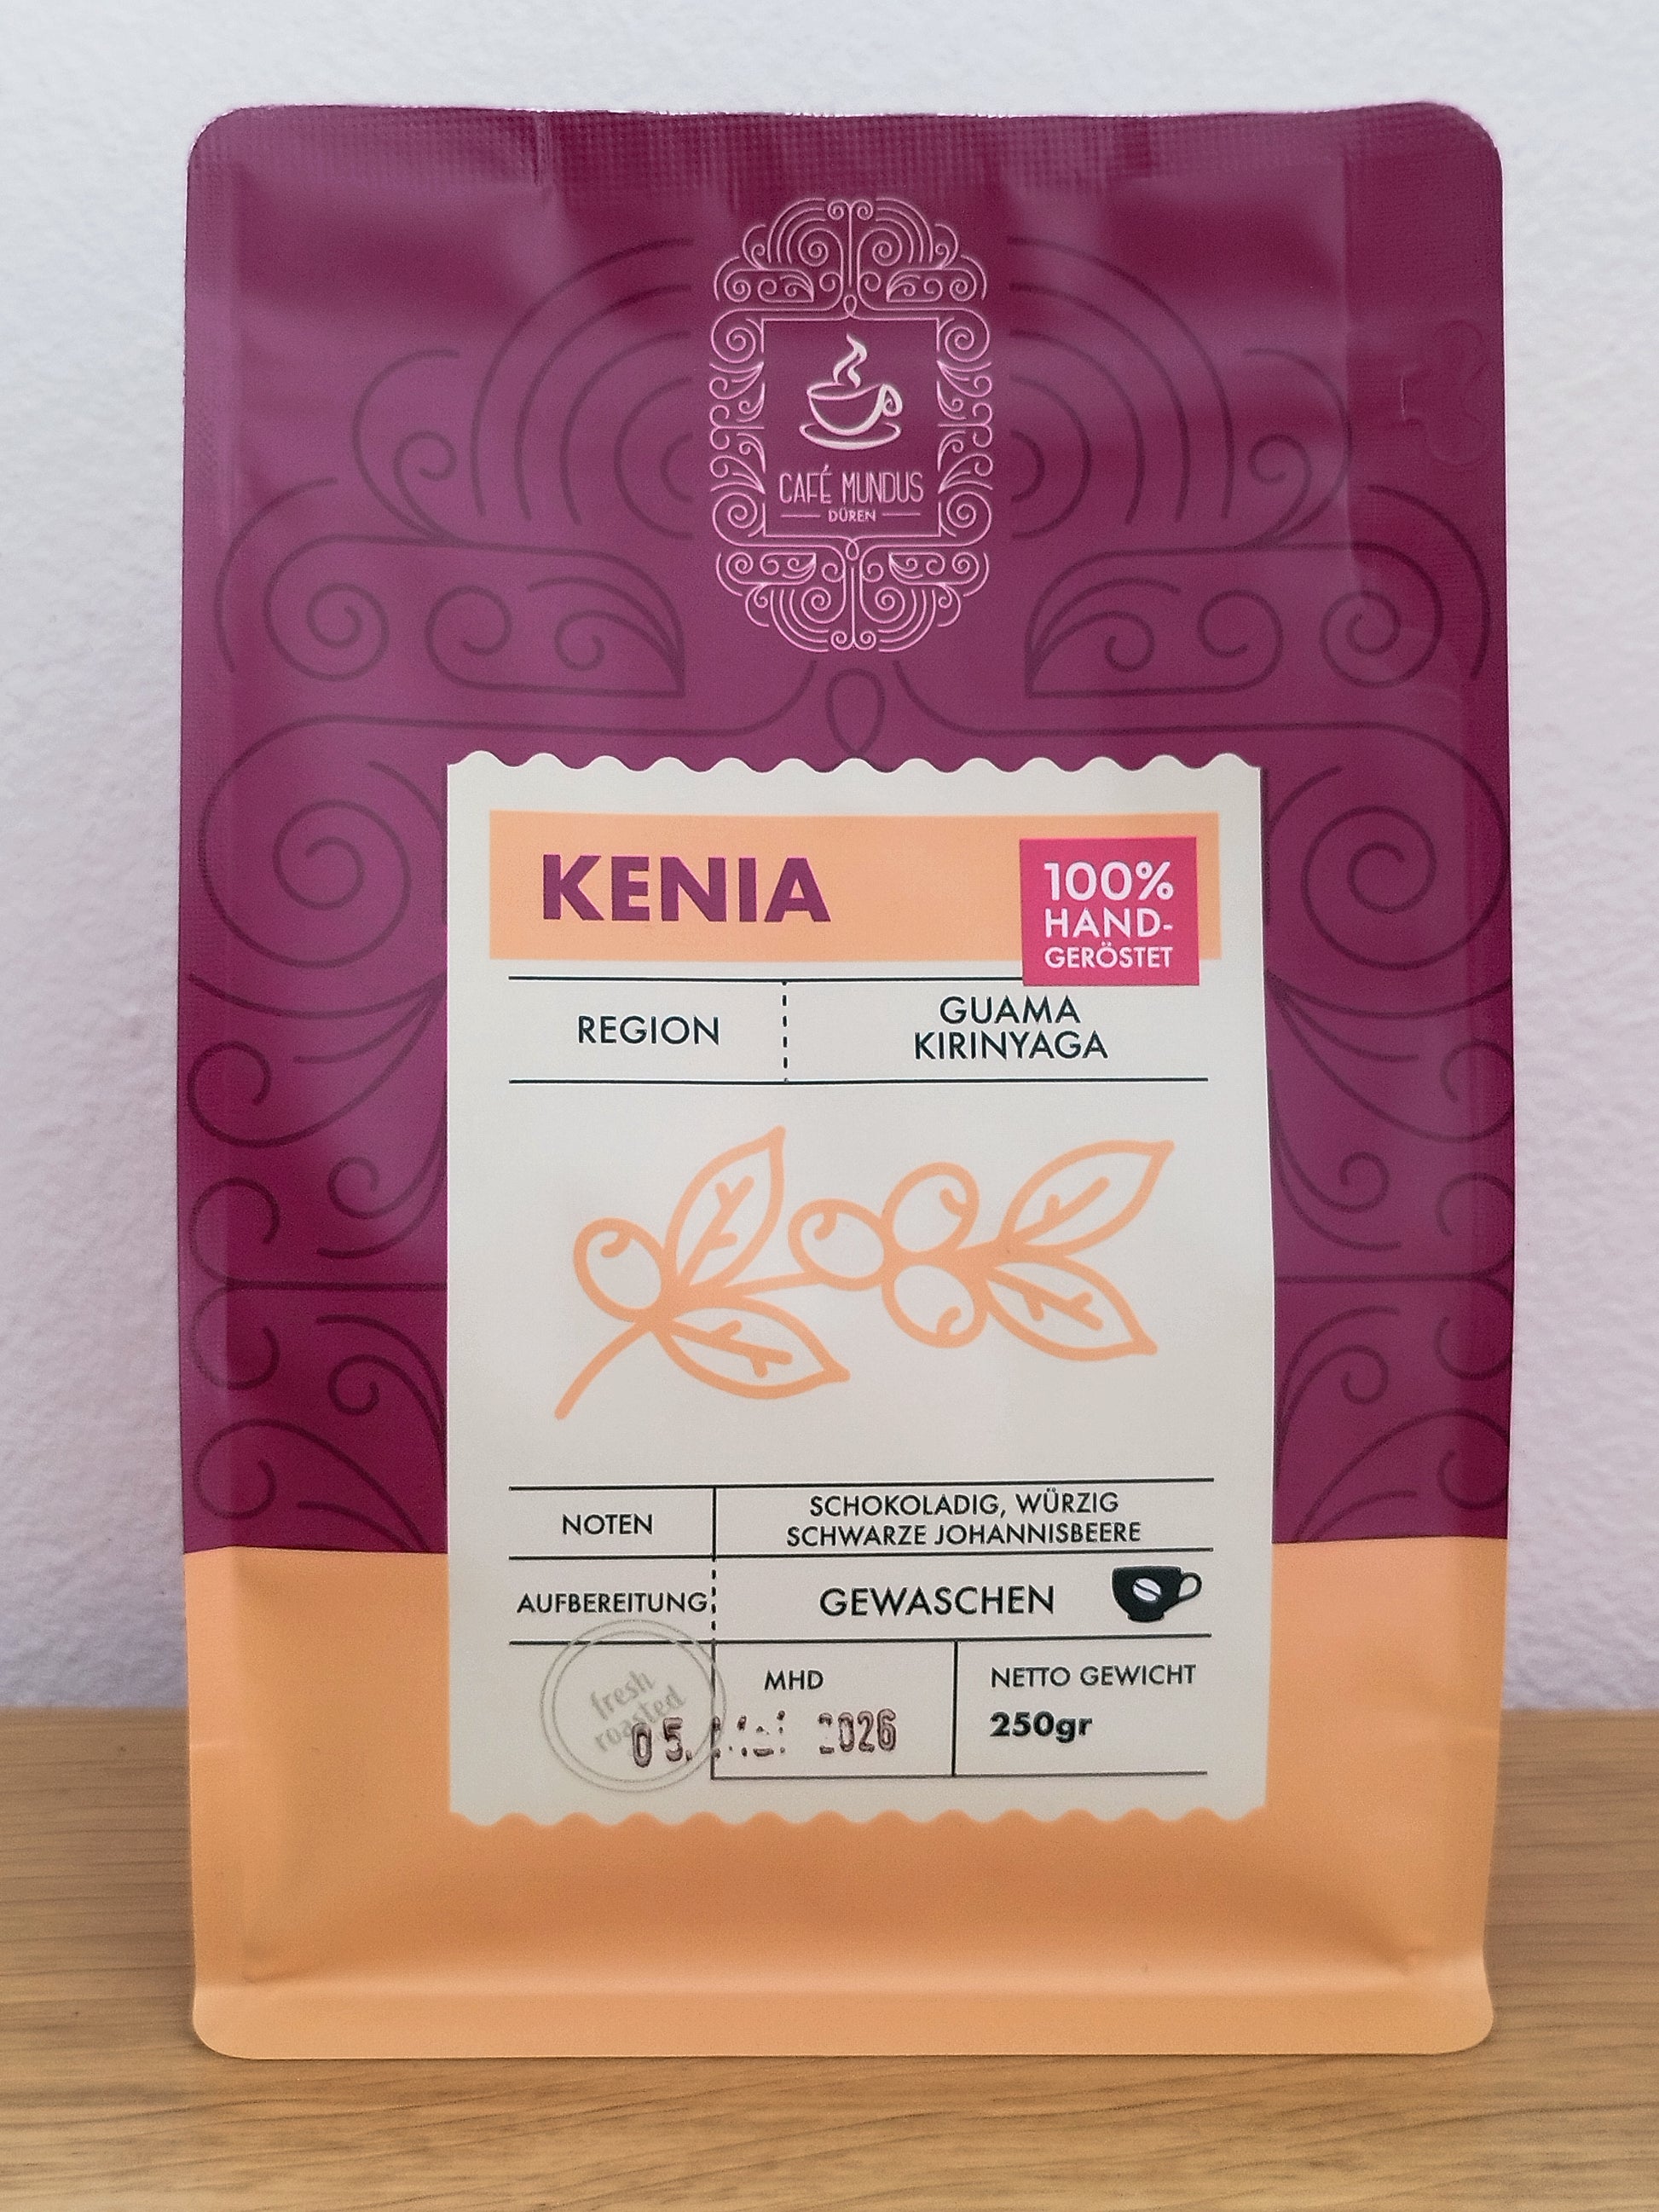 CAFÉ MUNDUS
DÜREN
KENIA
100%
HAND-
GERÖSTET
REGION
GUAMA
KIRINYAGA
NOTEN
SCHOKOLADIG, WÜRZIG
SCHWARZE JOHANNISBEERE
AUFBEREITUNG
GEWASCHEN
fresh
roasted
MHD
05. 2026
NETTO GEWICHT
250gr